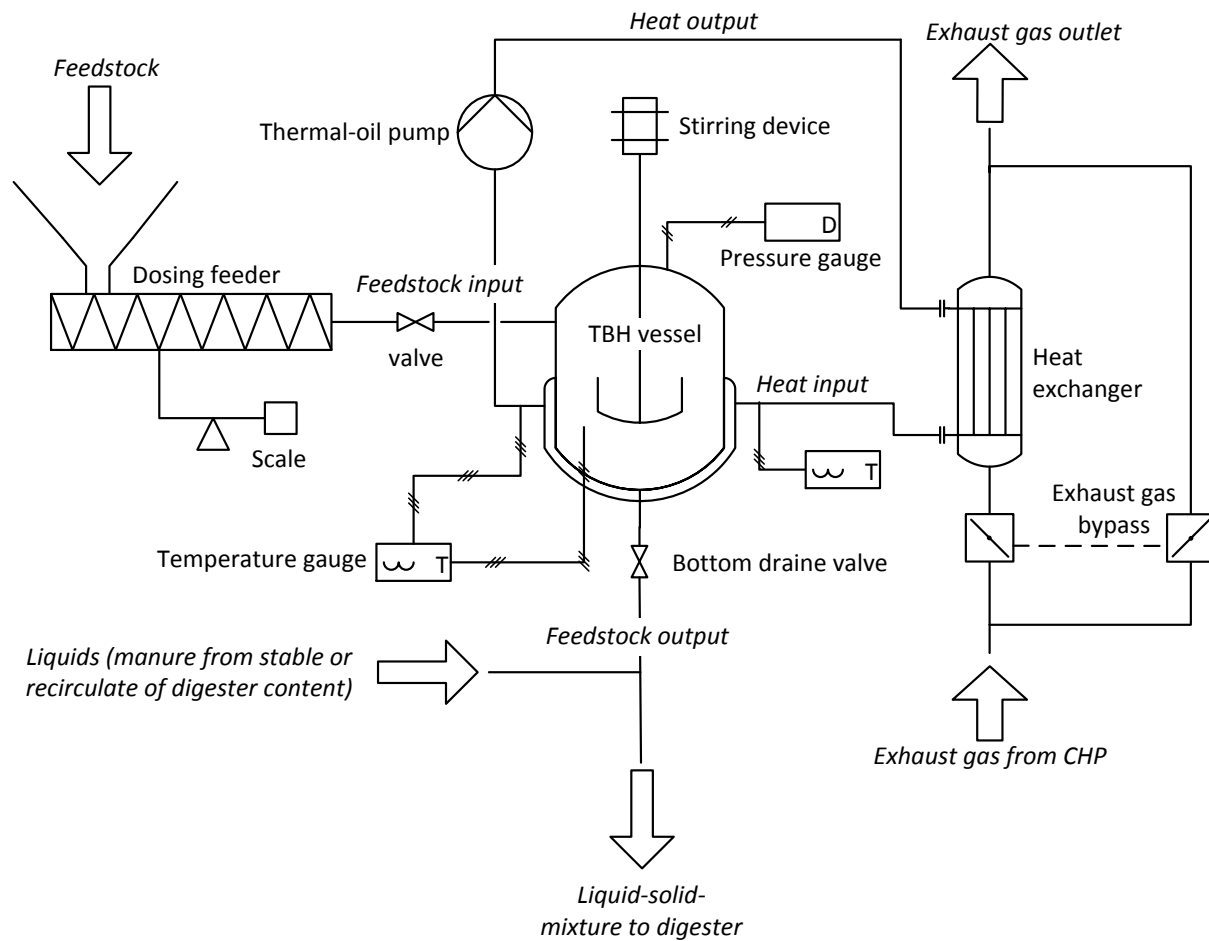 Heat output
Exhaust gas outlet
Feedstock
Thermal-oil pump
Stirring device
D
Pressure gauge
Dosing feeder
Feedstock input
valve
TBH vessel
Heat input
Heat
exchanger
Scale
T
Exhaust gas
bypass
Temperature gauge
T
Bottom draine valve
Feedstock output
Liquids (manure from stable or
recirculate of digester content)
Exhaust gas from CHP
Liquid-solid-
mixture to digester